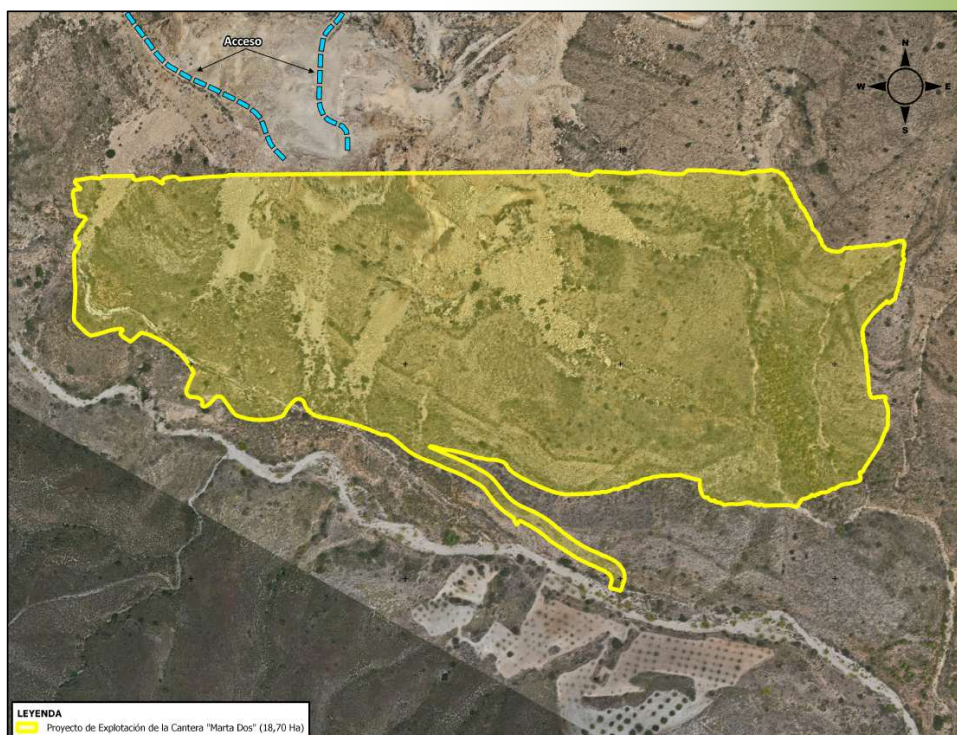 Acceso
N
W
E
S
LEYENDA
Proyecto de Explotación de la Cantera "Marta Dos" (18,70 Ha)